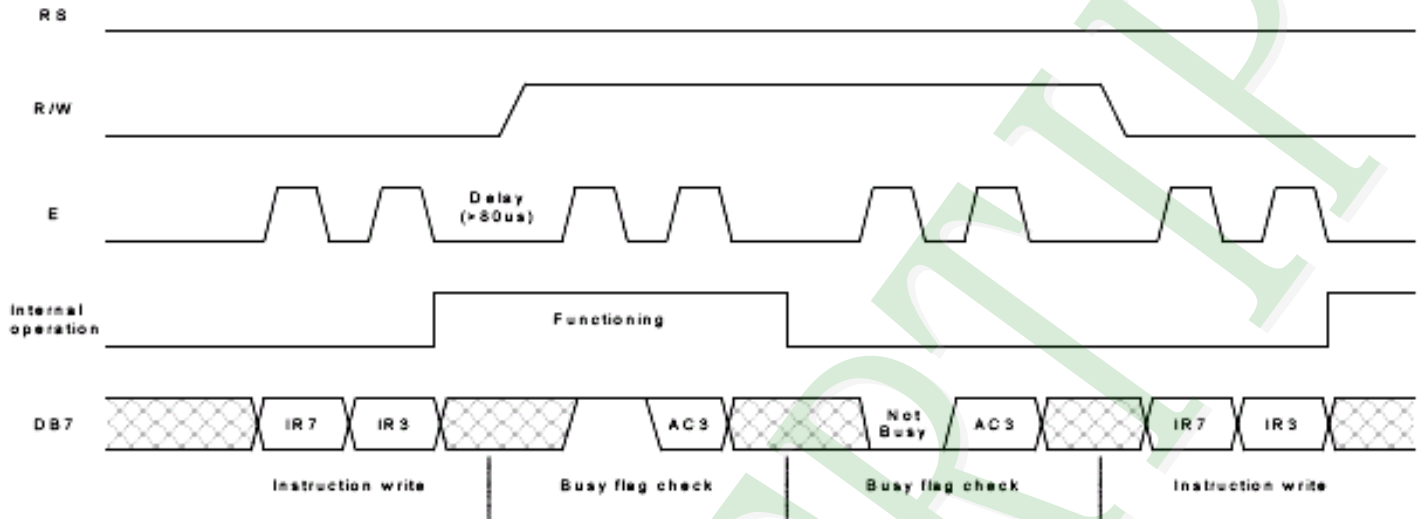 RS
R/W
E
Delay
(>80us)
Internal
operation
Functioning
DB7
IR7
IR3
AC3
Not
Busy
AC3
IR7
IR3
Instruction write
Busy flag check
Busy flag check
Instruction write